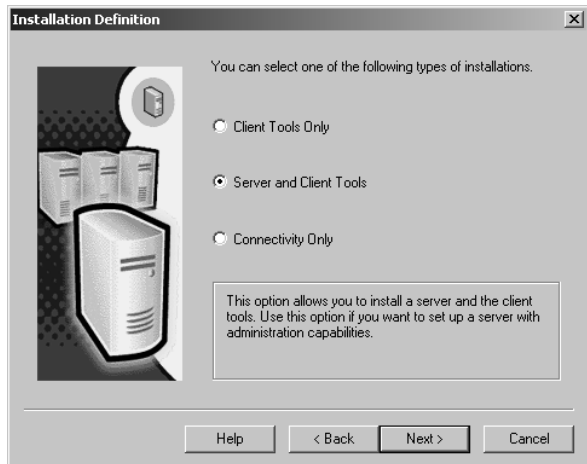 Installation Definition
You can select one of the following types of installations.
Client Tools Only
Server and Client Tools
Connectivity Only
This option allows you to install a server and the client
tools. Use this option if you want to set up a server with
administration capabilities.
Help
< Back
Next >
Cancel